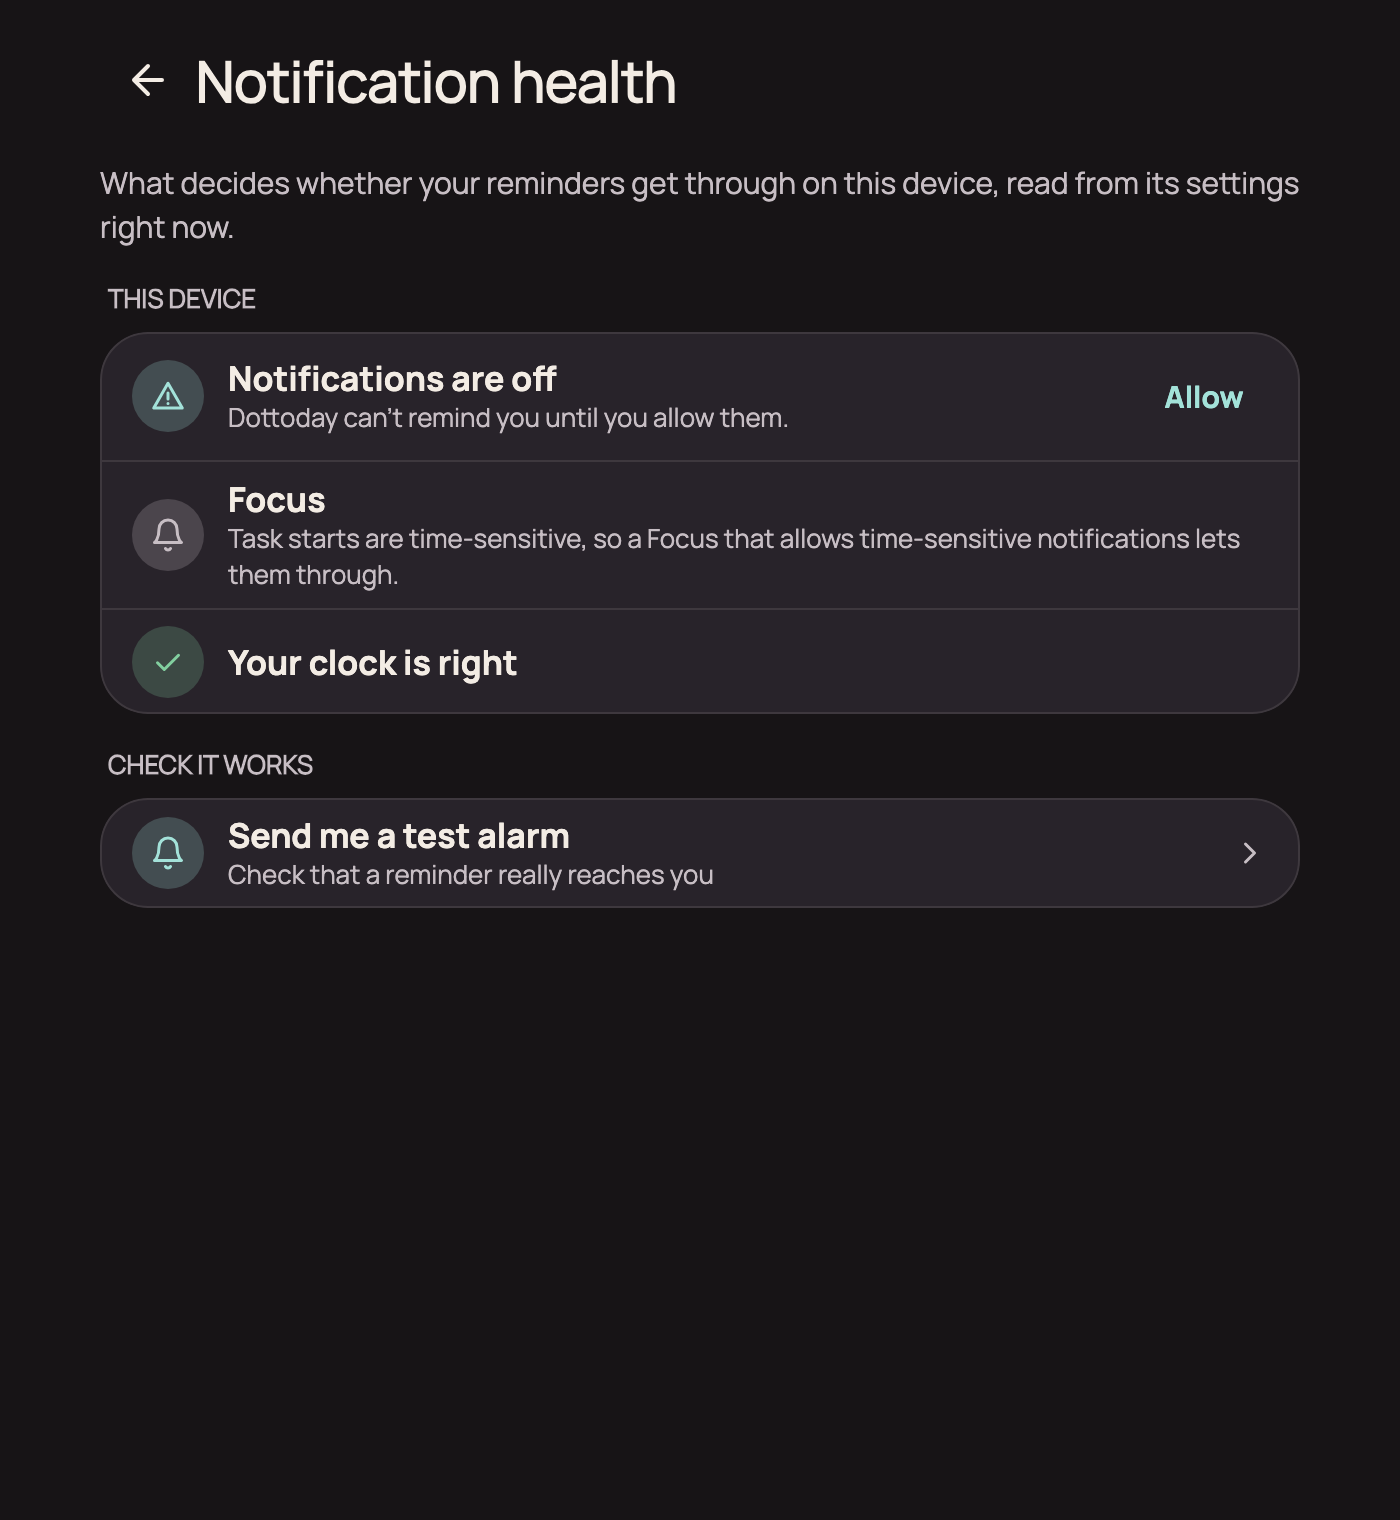 Notification health
What decides whether your reminders get through on this device, read from its settings
right now.
THIS DEVICE
Notifications are off
Dottoday can't remind you until you allow them.
Allow
Focus
Task starts are time-sensitive, so a Focus that allows time-sensitive notifications lets
them through.
Your clock is right
CHECK IT WORKS
Send me a test alarm
Check that a reminder really reaches you